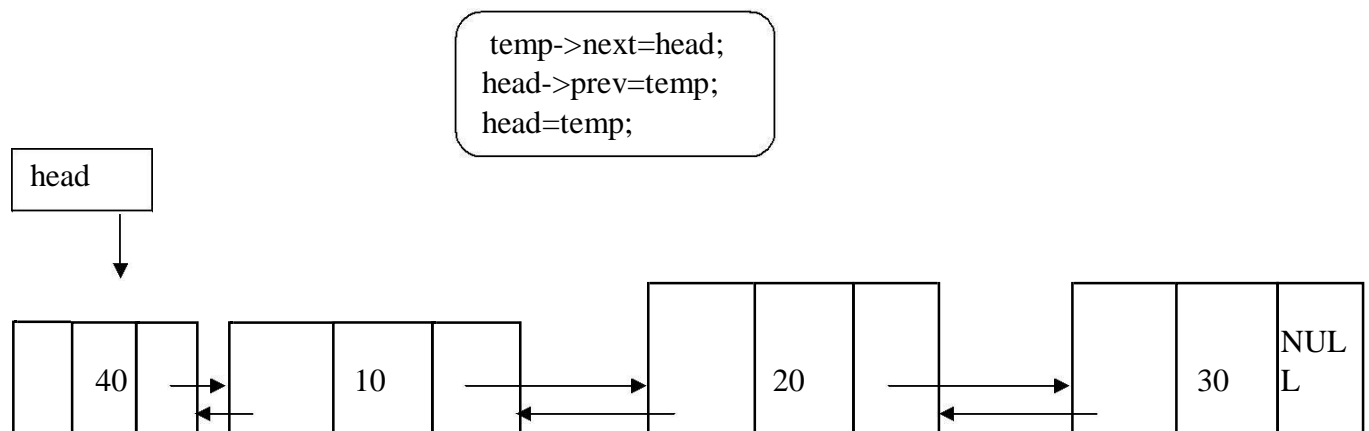 temp->next=head;
head->prev=temp;
head=temp;
head
40
10
20
30
NUL
L